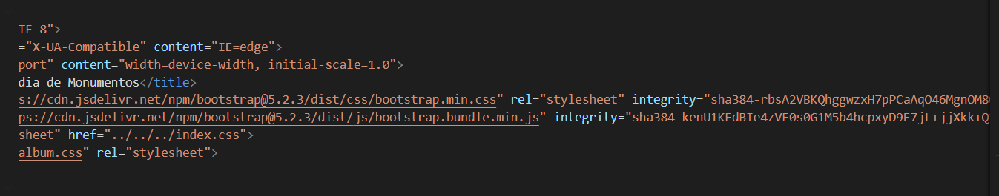 TF-8">
="X-UA-Compatible" content="IE=edge">
port" content="width=device-width, initial-scale=1.0">
dia de Monumentos</title>
s://cdn.jsdelivr.net/npm/bootstrap@5.2.3/dist/css/bootstrap.min.css" rel="stylesheet" integrity="sha384-rbsA2VBKQhggwzxH7pPCaAqO46MgnOM8
ps://cdn.jsdelivr.net/npm/bootstrap@5.2.3/dist/js/bootstrap.bundle.min.js" integrity="sha384-kenU1KFdBIe4zVF0s0G1M5b4hcpxyD9F7jL+jjXkk+Q
sheet" href="../../../index.css">
album.css" rel="stylesheet">